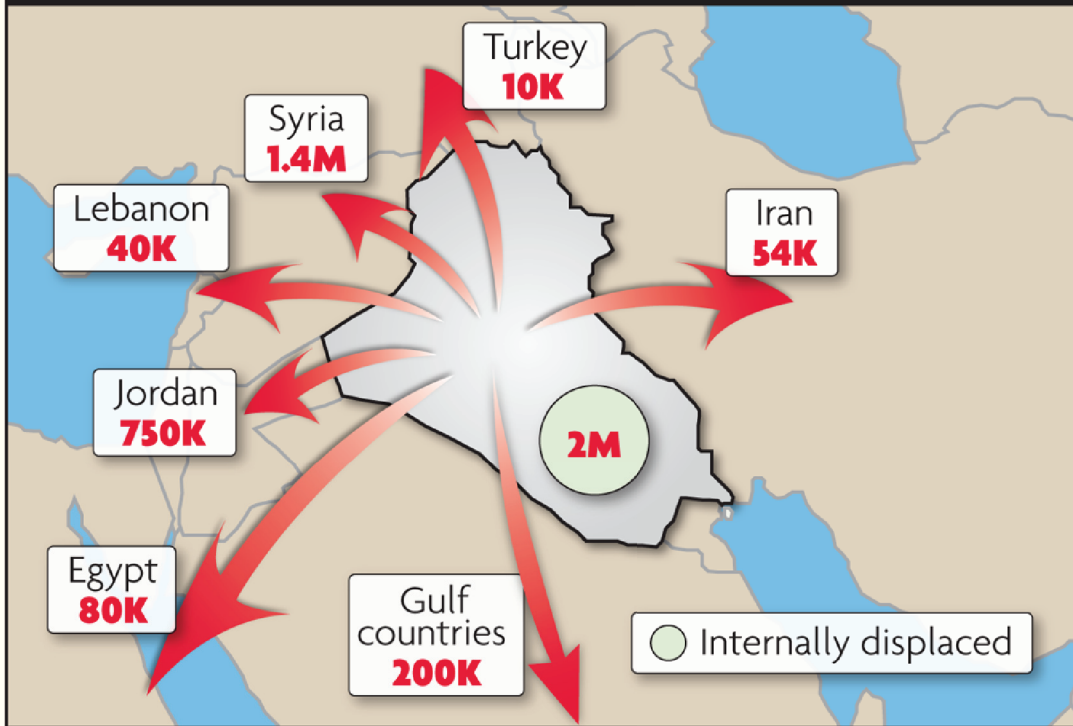 Turkey
10K
Syria
1.4M
Lebanon
40K
Iran
54K
Jordan
750K
2M
Egypt
80K
Gulf
countries
200K
Internally displaced